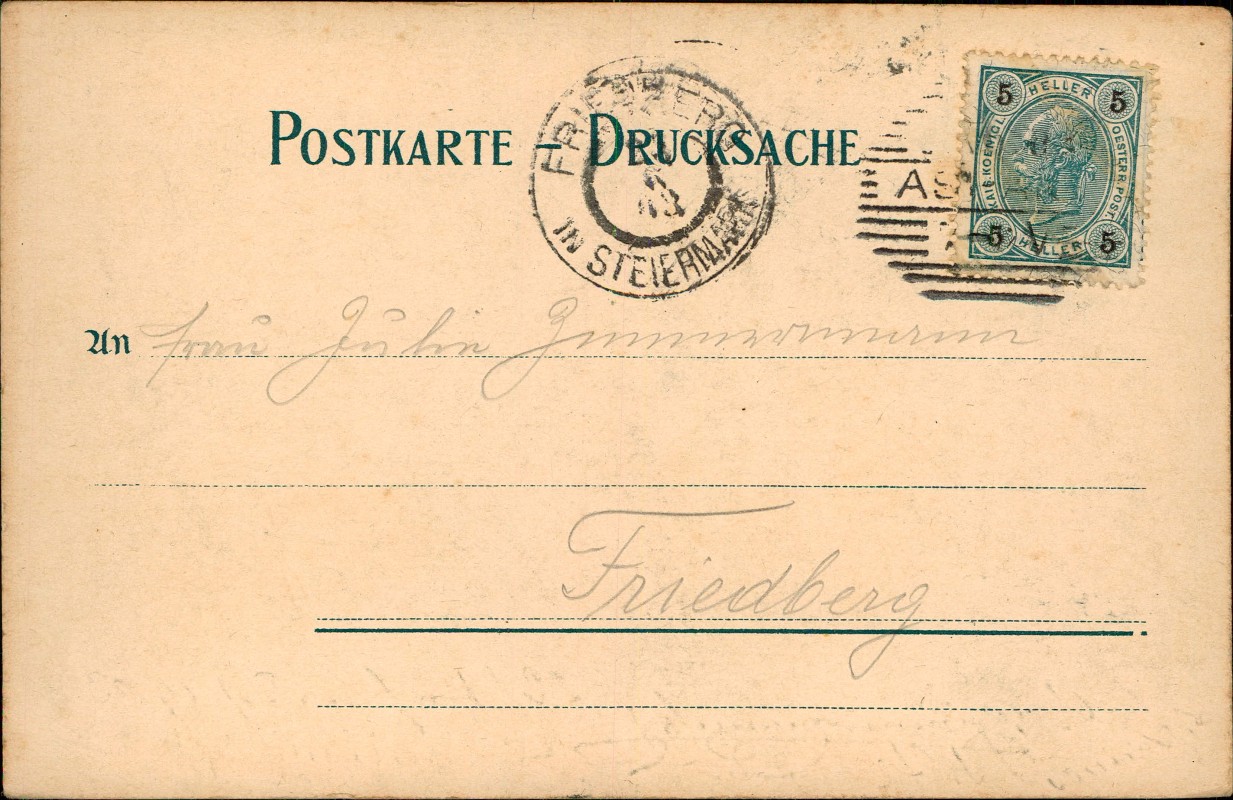 POSTKARTE – DRUCKSACHE
FRIEDBERG
IN STEIERMARK
5 HELLER 5
KAIS. KOENIGL. OESTERR. POST.
5 HELLER 5
An Frau Julie Zimmermann
Friedberg